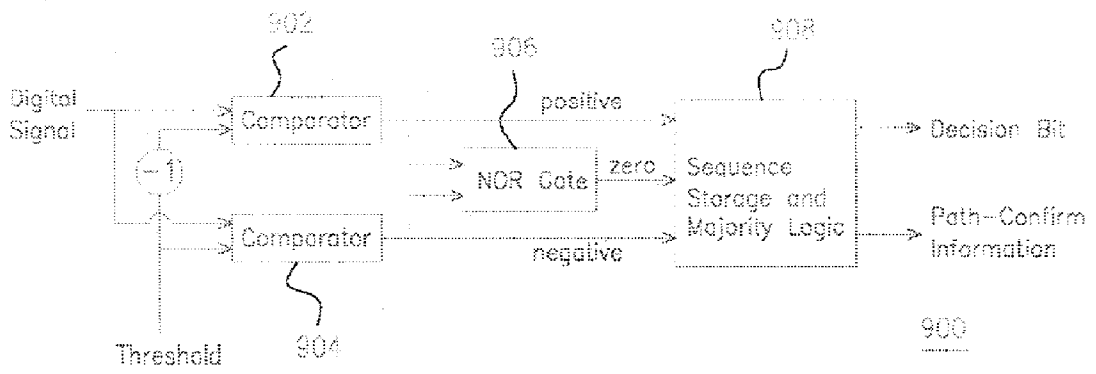 902
906
908
Digital
Signal
Comparator
positive
Decision Bit
-1
NOR Gate
zero
Sequence
Storage and
Majority Logic
Comparator
negative
Path-Confirm
Information
Threshold
904
900